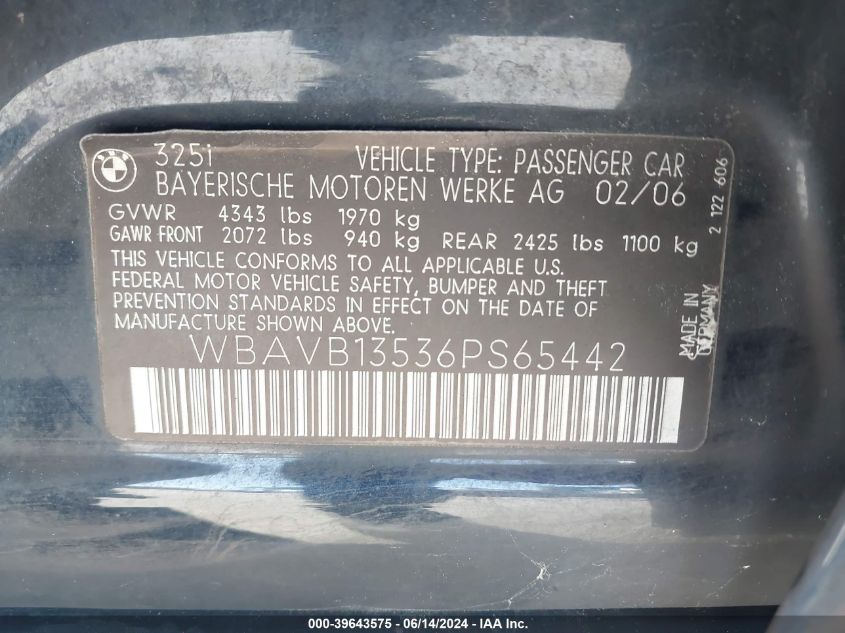 BMW
325i VEHICLE TYPE: PASSENGER CAR
BAYERISCHE MOTOREN WERKE AG 02/06
GVWR 4343 lbs 1970 kg
GAWR FRONT 2072 lbs 940 kg REAR 2425 lbs 1100 kg
THIS VEHICLE CONFORMS TO ALL APPLICABLE U.S.
FEDERAL MOTOR VEHICLE SAFETY, BUMPER AND THEFT
PREVENTION STANDARDS IN EFFECT ON THE DATE OF
MANUFACTURE SHOWN ABOVE.
WBAVB13536PS65442
2 122 606
MADE IN
GERMANY
000-39643575 - 06/14/2024 - IAA Inc.